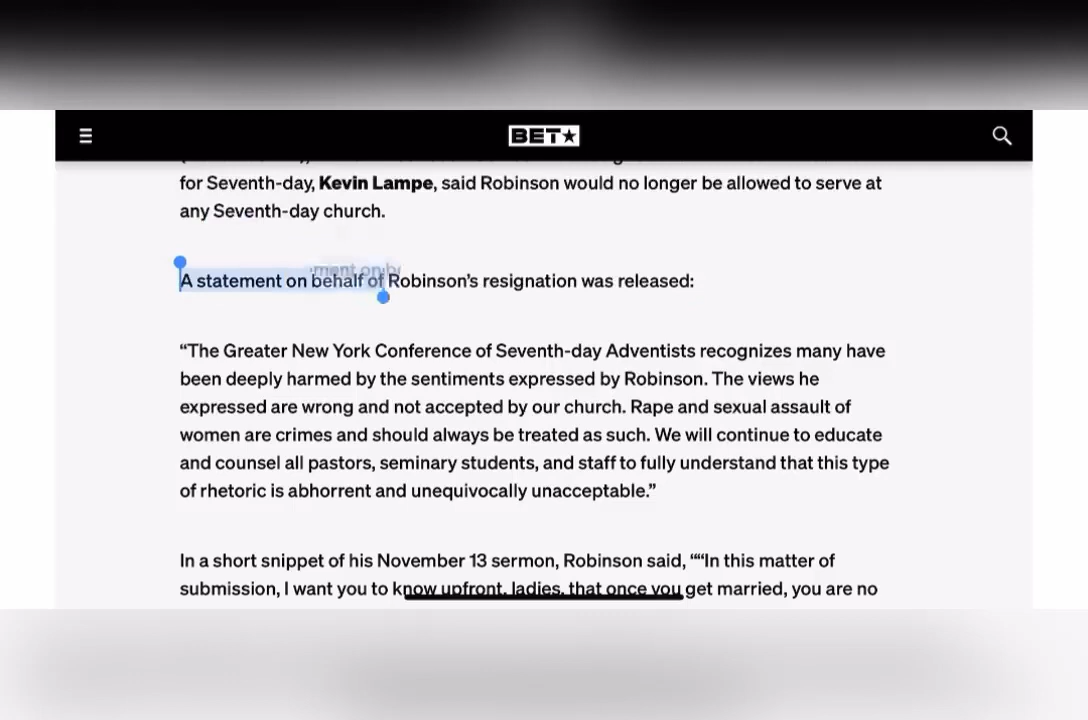 BET★
for Seventh-day, Kevin Lampe, said Robinson would no longer be allowed to serve at
any Seventh-day church.
A statement on behalf of Robinson’s resignation was released:
“The Greater New York Conference of Seventh-day Adventists recognizes many have
been deeply harmed by the sentiments expressed by Robinson. The views he
expressed are wrong and not accepted by our church. Rape and sexual assault of
women are crimes and should always be treated as such. We will continue to educate
and counsel all pastors, seminary students, and staff to fully understand that this type
of rhetoric is abhorrent and unequivocally unacceptable.”
In a short snippet of his November 13 sermon, Robinson said, ““In this matter of
submission, I want you to know upfront, ladies, that once you get married, you are no